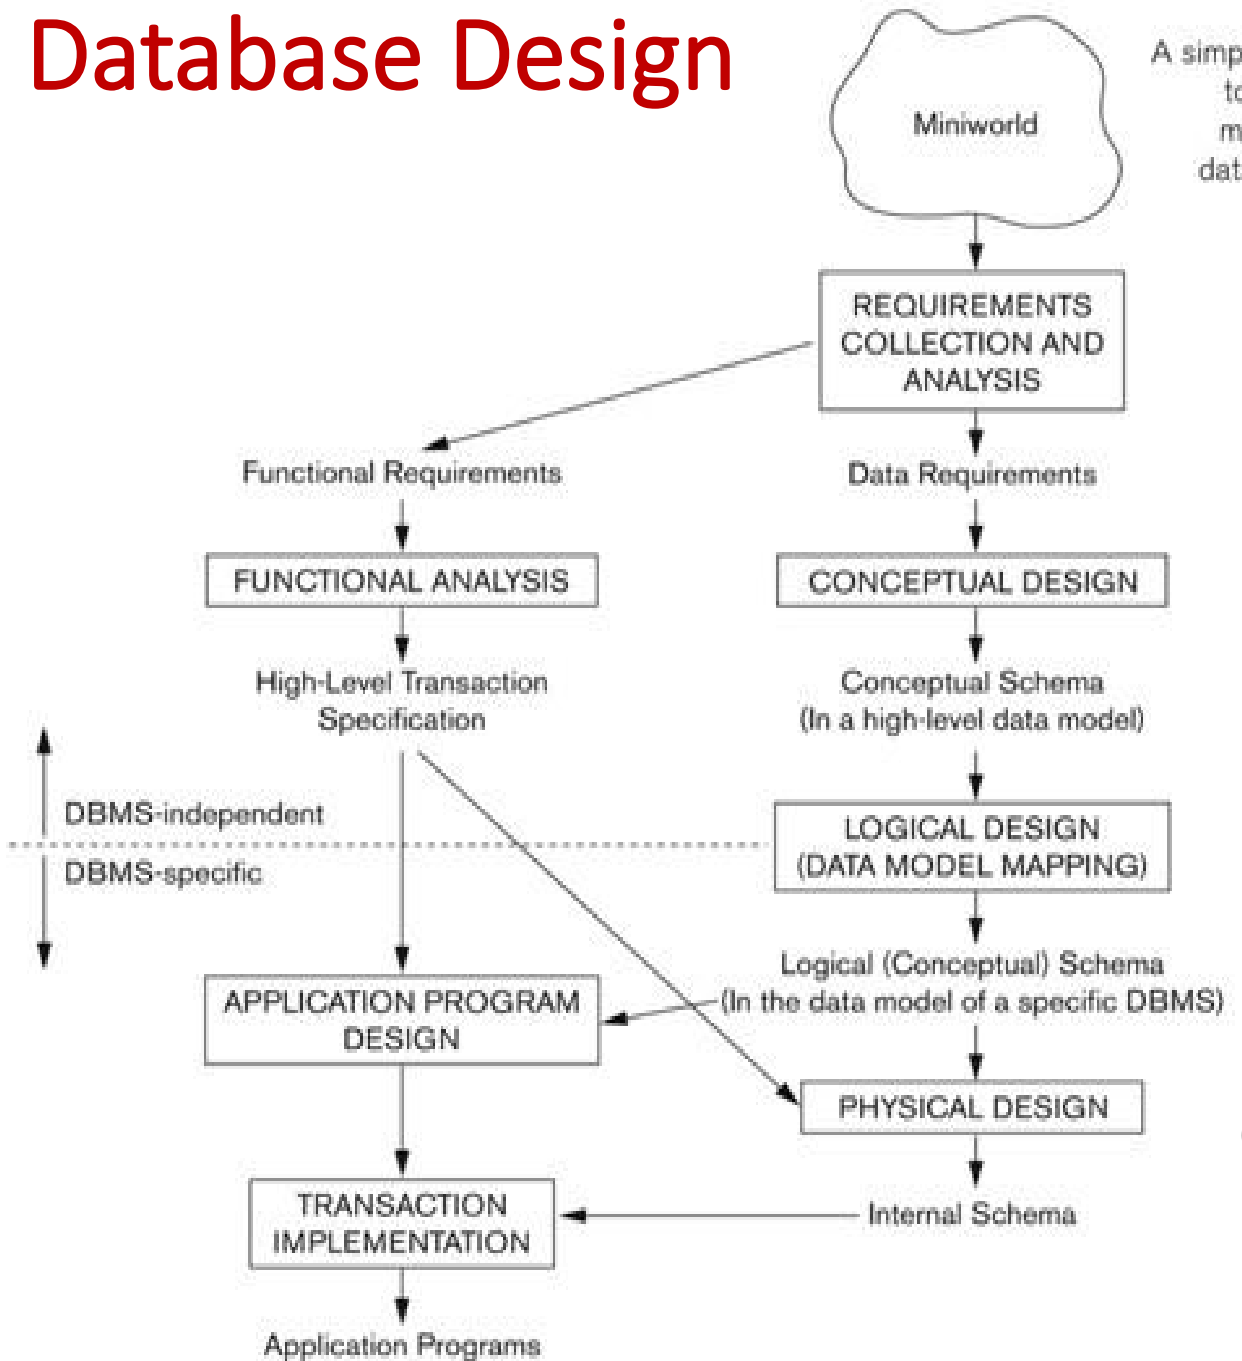 Database Design
Miniworld
A
REQUIREMENTS
COLLECTION AND
ANALYSIS
Functional Requirements
Data Requirements
FUNCTIONAL ANALYSIS
CONCEPTUAL DESIGN
High-Level Transaction
Specification
Conceptual Schema
(In a high-level data model)
DBMS-independent
DBMS-specific
LOGICAL DESIGN
(DATA MODEL MAPPING)
Logical (Conceptual) Schema
(In the data model of a specific DBMS)
APPLICATION PROGRAM
DESIGN
PHYSICAL DESIGN
TRANSACTION
IMPLEMENTATION
Internal Schema
Application Programs